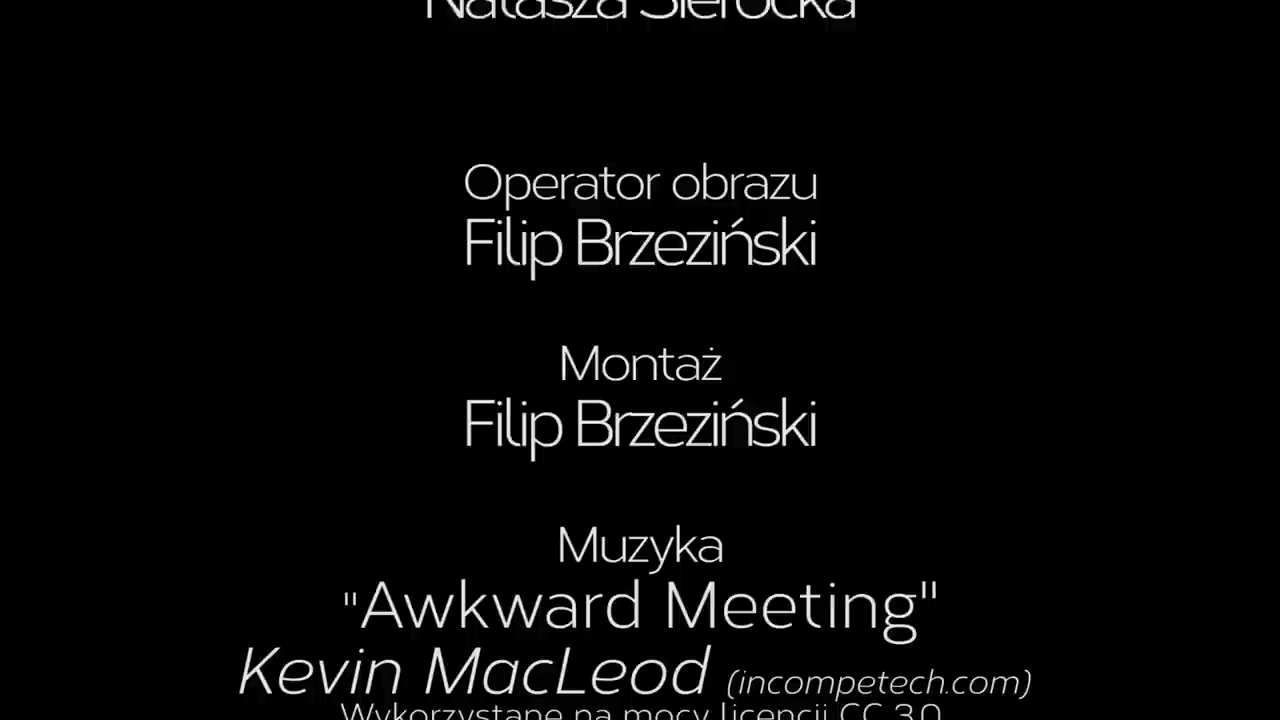 Natasza Sierocka
Operator obrazu
Filip Brzeziński
Montaż
Filip Brzeziński
Muzyka
"Awkward Meeting"
Kevin MacLeod (incompetech.com)
Wykorzystane na mocy licencji CC 3.0